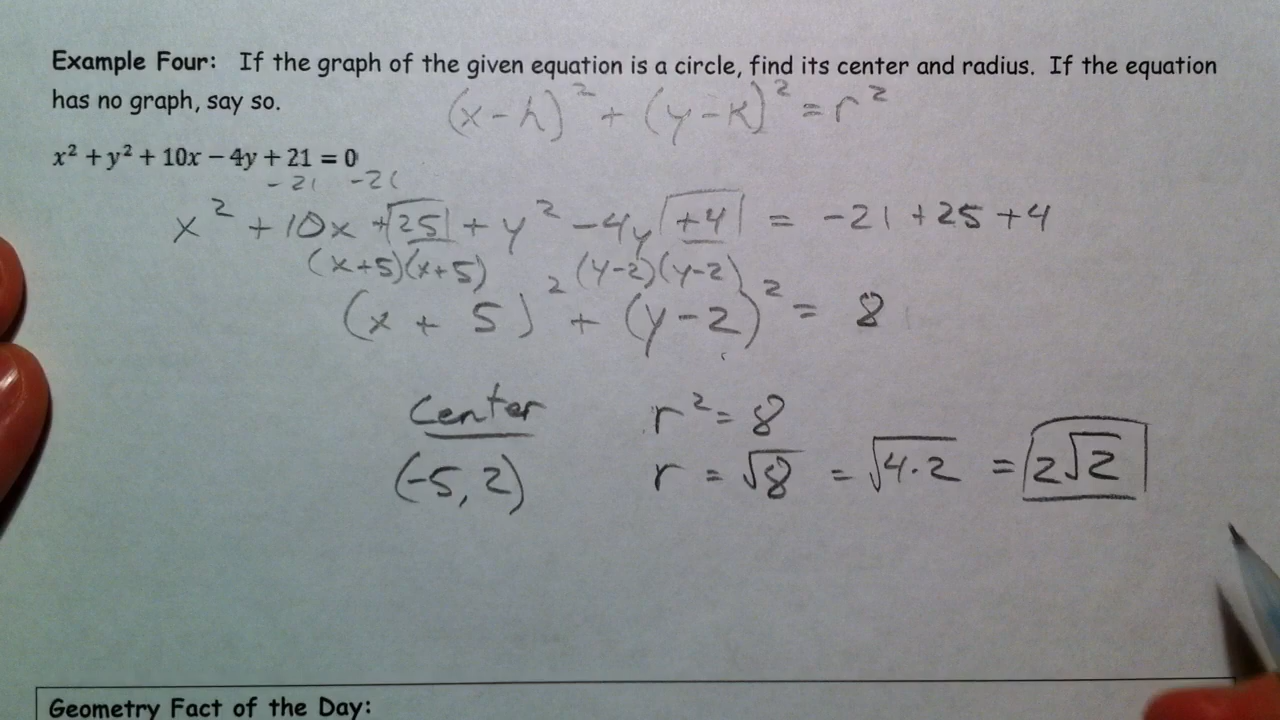 Example Four: If the graph of the given equation is a circle, find its center and radius. If the equation
has no graph, say so.
(x-h)² + (y-k)² = r²
x² + y² + 10x − 4y + 21 = 0
-21 -21
x² + 10x + 25 + y² - 4y + 4 = -21 + 25 + 4
(x+5)(x+5) (y-2)(y-2)
(x + 5)² + (y-2)² = 8
Center r² = 8
(-5, 2) r = √8 = √4·2 = 2√2
Geometry Fact of the Day: